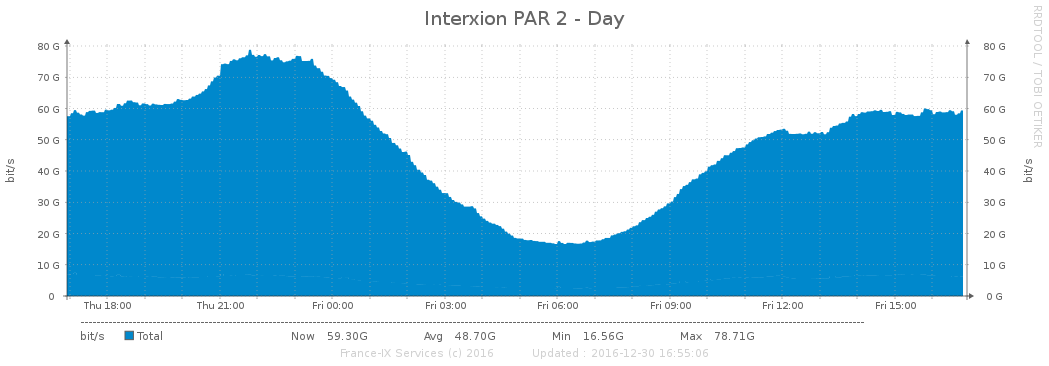 Interxion PAR 2 - Day
RRDTOOL / TOBI OETIKER
80 G 80 G
70 G 70 G
60 G 60 G
50 G 50 G
40 G 40 G
30 G 30 G
20 G 20 G
10 G 10 G
0 0 G
bit/s bit/s
Thu 18:00 Thu 21:00 Fri 00:00 Fri 03:00 Fri 06:00 Fri 09:00 Fri 12:00 Fri 15:00
bit/s Total Now 59.30G Avg 48.70G Min 16.56G Max 78.71G
France-IX Services (c) 2016 Updated : 2016-12-30 16:55:06